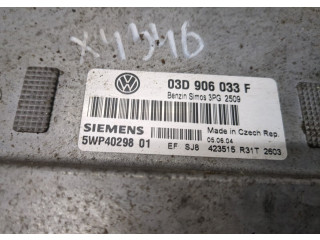 03D 906 033 F
Benzin Simos 3PG 2509
SIEMENS
Made in Czech Rep.
5WP40298 01
EF SJ6 423515 R31T 2603